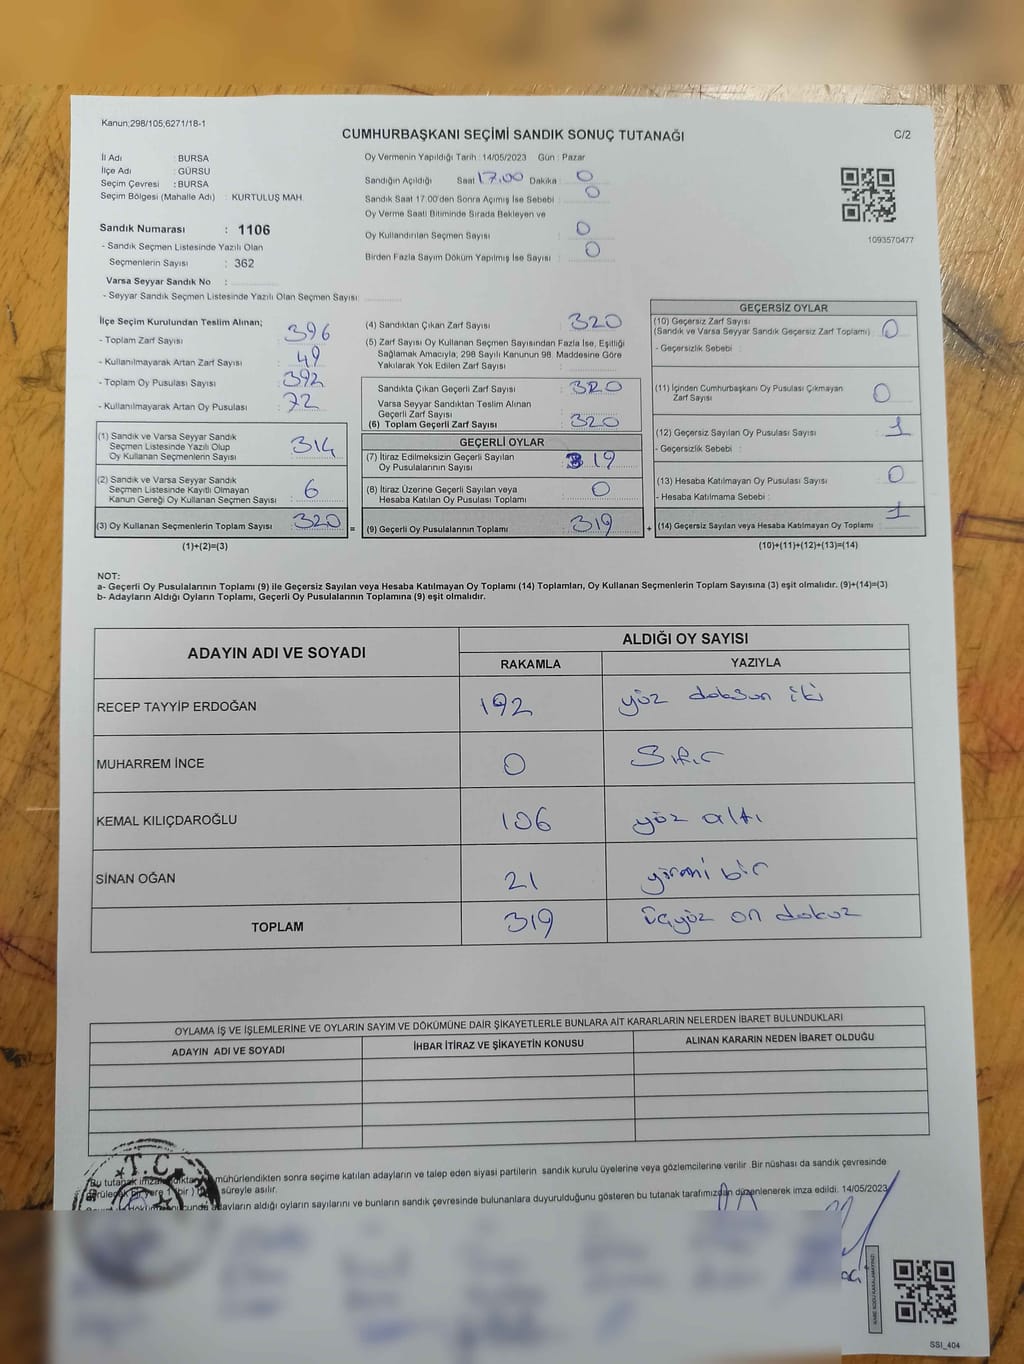 Kanun;298/105,6271/18-1
CUMHURBAŞKANI SEÇİMİ SANDIK SONUÇ TUTANAĞI
C/2
İl Adı : BURSA
İlçe Adı : GÜRSU
Seçim Çevresi : BURSA
Seçim Bölgesi (Mahalle Adı) : KURTULUŞ MAH.
Sandık Numarası : 1106
- Sandık Seçmen Listesinde Yazılı Olan
Seçmenlerin Sayısı : 362
Varsa Seyyar Sandık No :
- Seyyar Sandık Seçmen Listesinde Yazılı Olan Seçmen Sayısı:
Oy Vermenin Yapıldığı Tarih : 14/05/2023 Gün : Pazar
Sandığın Açıldığı Saat 17.00 Dakika : 0
Sandık Saat 17:00'den Sonra Açımış İse Sebebi : 0
Oy Verme Saati Bitiminde Sırada Bekleyen ve
Oy Kullandırılan Seçmen Sayısı : 0
Birden Fazla Sayım Döküm Yapılmış İse Sayısı : 0
1093570477
İlçe Seçim Kurulundan Teslim Alınan;
- Toplam Zarf Sayısı : 396
- Kullanılmayarak Artan Zarf Sayısı : 49
- Toplam Oy Pusulası Sayısı : 392
- Kullanılmayarak Artan Oy Pusulası : 72
(1) Sandık ve Varsa Seyyar Sandık
Seçmen Listesinde Yazılı Olup
Oy Kullanan Seçmenlerin Sayısı : 314
(2) Sandık ve Varsa Seyyar Sandık
Seçmen Listesinde Kayıtlı Olmayan
Kanun Gereği Oy Kullanan Seçmen Sayısı : 6
(3) Oy Kullanan Seçmenlerin Toplam Sayısı : 320
(1)+(2)=(3)
(4) Sandıktan Çıkan Zarf Sayısı : 320
(5) Zarf Sayısı Oy Kullanan Seçmen Sayısından Fazla İse, Eşitliği
Sağlamak Amacıyla; 298 Sayılı Kanunun 98. Maddesine Göre
Yakılarak Yok Edilen Zarf Sayısı :
Sandıkta Çıkan Geçerli Zarf Sayısı : 320
Varsa Seyyar Sandıktan Teslim Alınan
Geçerli Zarf Sayısı :
(6) Toplam Geçerli Zarf Sayısı : 320
GEÇERLİ OYLAR
(7) İtiraz Edilmeksizin Geçerli Sayılan
Oy Pusulalarının Sayısı : 319
(8) İtiraz Üzerine Geçerli Sayılan veya
Hesaba Katılan Oy Pusulası Toplamı : 0
= (9) Geçerli Oy Pusulalarının Toplamı : 319 +
GEÇERSİZ OYLAR
(10) Geçersiz Zarf Sayısı
(Sandık ve Varsa Seyyar Sandık Geçersiz Zarf Toplamı) : 0
- Geçersizlik Sebebi :
(11) İçinden Cumhurbaşkanı Oy Pusulası Çıkmayan
Zarf Sayısı : 0
(12) Geçersiz Sayılan Oy Pusulası Sayısı : 1
- Geçersizlik Sebebi :
(13) Hesaba Katılmayan Oy Pusulası Sayısı : 0
- Hesaba Katılmama Sebebi :
(14) Geçersiz Sayılan veya Hesaba Katılmayan Oy Toplamı : 1
(10)+(11)+(12)+(13)=(14)
NOT:
a- Geçerli Oy Pusulalarının Toplamı (9) ile Geçersiz Sayılan veya Hesaba Katılmayan Oy Toplamı (14) Toplamları, Oy Kullanan Seçmenlerin Toplam Sayısına (3) eşit olmalıdır. (9)+(14)=(3)
b- Adayların Aldığı Oyların Toplamı, Geçerli Oy Pusulalarının Toplamına (9) eşit olmalıdır.
ADAYIN ADI VE SOYADI
ALDIĞI OY SAYISI
RAKAMLA YAZIYLA
RECEP TAYYİP ERDOĞAN 192 yüz doksan iki
MUHARREM İNCE 0 Sıfır
KEMAL KILIÇDAROĞLU 106 yüz altı
SİNAN OĞAN 21 yirmi bir
TOPLAM 319 üçyüz on dokuz
OYLAMA İŞ VE İŞLEMLERİNE VE OYLARIN SAYIM VE DÖKÜMÜNE DAİR ŞİKAYETLERLE BUNLARA AİT KARARLARIN NELERDEN İBARET BULUNDUKLARI
ADAYIN ADI VE SOYADI İHBAR İTİRAZ VE ŞİKAYETİN KONUSU ALINAN KARARIN NEDEN İBARET OLDUĞU
T.C.
Bu tutanak mühürlendikten sonra seçime katılan adayların ve talep eden siyasi partilerin sandık kurulu üyelerine veya gözlemcilerine verilir .Bir nüshası da sandık çevresinde
yere 1 (bir) süreyle asılır.
adayların aldığı oyların sayılarını ve bunların sandık çevresinde bulunanlara duyurulduğunu gösteren bu tutanak tarafımızdan düzenlenerek imza edildi. 14/05/2023
SSI_404